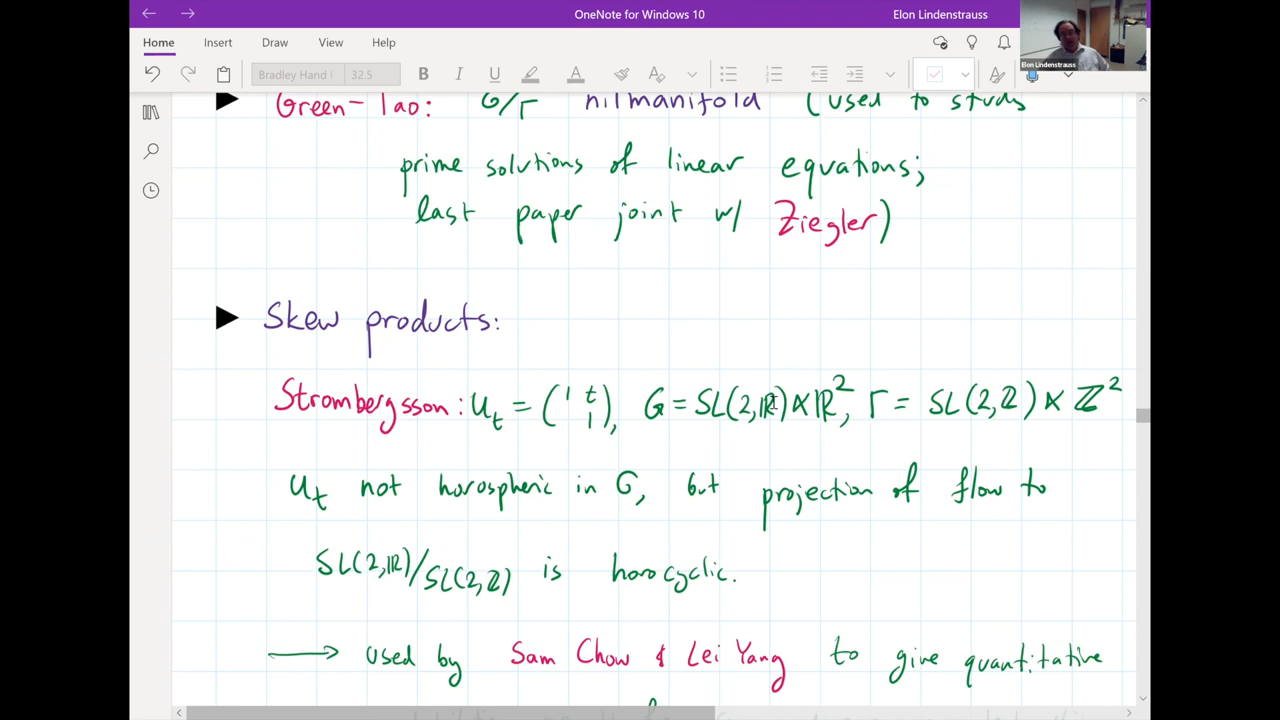 OneNote for Windows 10
Elon Lindenstrauss
Home Insert Draw View Help
Elon Lindenstrauss
Bradley Hand B I U A
Green-Tao: G/Γ nilmanifold (used to study
prime solutions of linear equations;
last paper joint w/ Ziegler)
▶ Skew products:
Strombergsson: u_t = (1 t, 1), G = SL(2,ℝ)⋉ℝ², Γ = SL(2,ℤ)⋉ℤ²
u_t not horospheric in G, but projection of flow to
SL(2,ℝ)/SL(2,ℤ) is horocyclic.
⟶ used by Sam Chow & Lei Yang to give quantitative